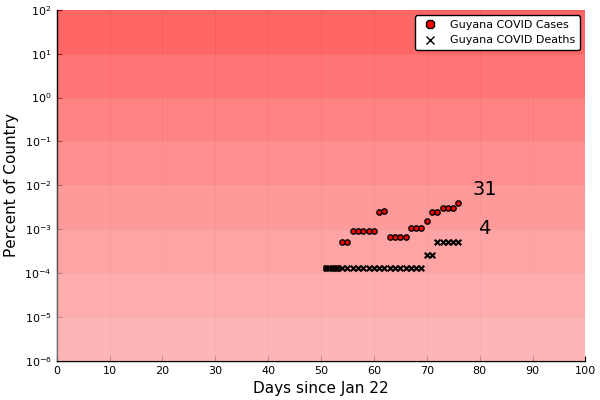 Guyana COVID Cases
Guyana COVID Deaths
10²
10¹
10⁰
10⁻¹
10⁻²
10⁻³
10⁻⁴
10⁻⁵
10⁻⁶
Percent of Country
31
4
0 10 20 30 40 50 60 70 80 90 100
Days since Jan 22